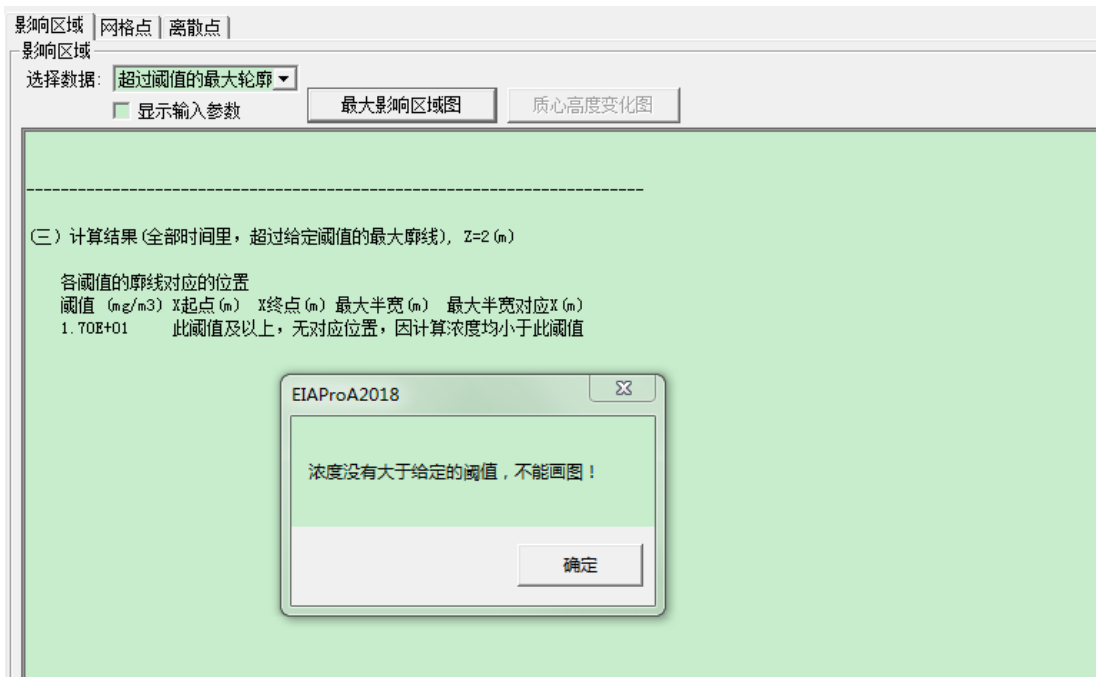 影响区域 网格点 离散点
影响区域
选择数据: 超过阈值的最大轮廓
显示输入参数 最大影响区域图 质心高度变化图
----------------------------------------------------------------------
(三)计算结果(全部时间里,超过给定阈值的最大廓线), Z=2(m)
各阈值的廓线对应的位置
阈值 (mg/m3) X起点(m) X终点(m) 最大半宽(m) 最大半宽对应X(m)
1.70E+01 此阈值及以上,无对应位置,因计算浓度均小于此阈值
EIAProA2018
浓度没有大于给定的阈值,不能画图!
确定